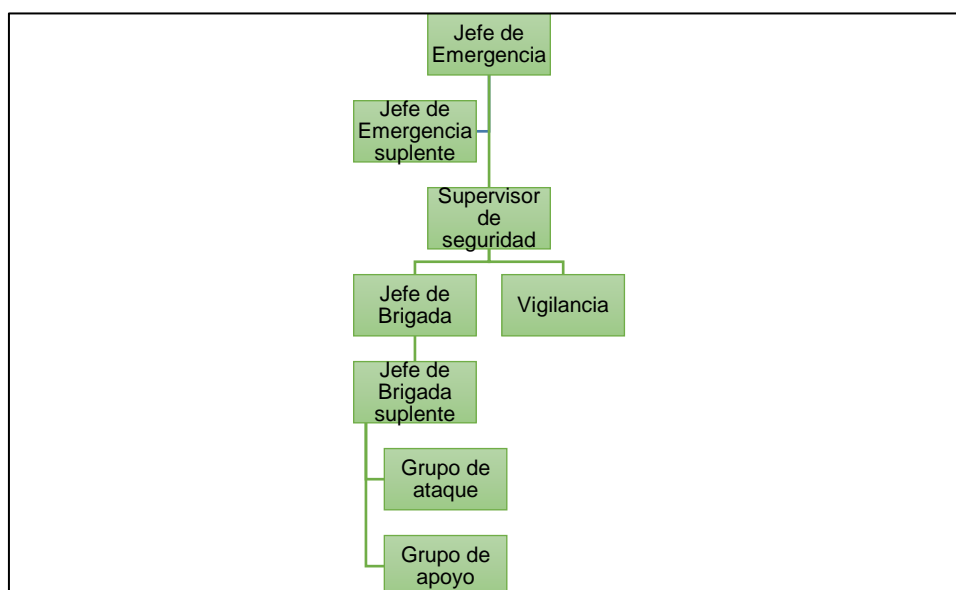 Jefe de
Emergencia
Jefe de
Emergencia
suplente
Supervisor
de
seguridad
Jefe de
Brigada
Vigilancia
Jefe de
Brigada
suplente
Grupo de
ataque
Grupo de
apoyo